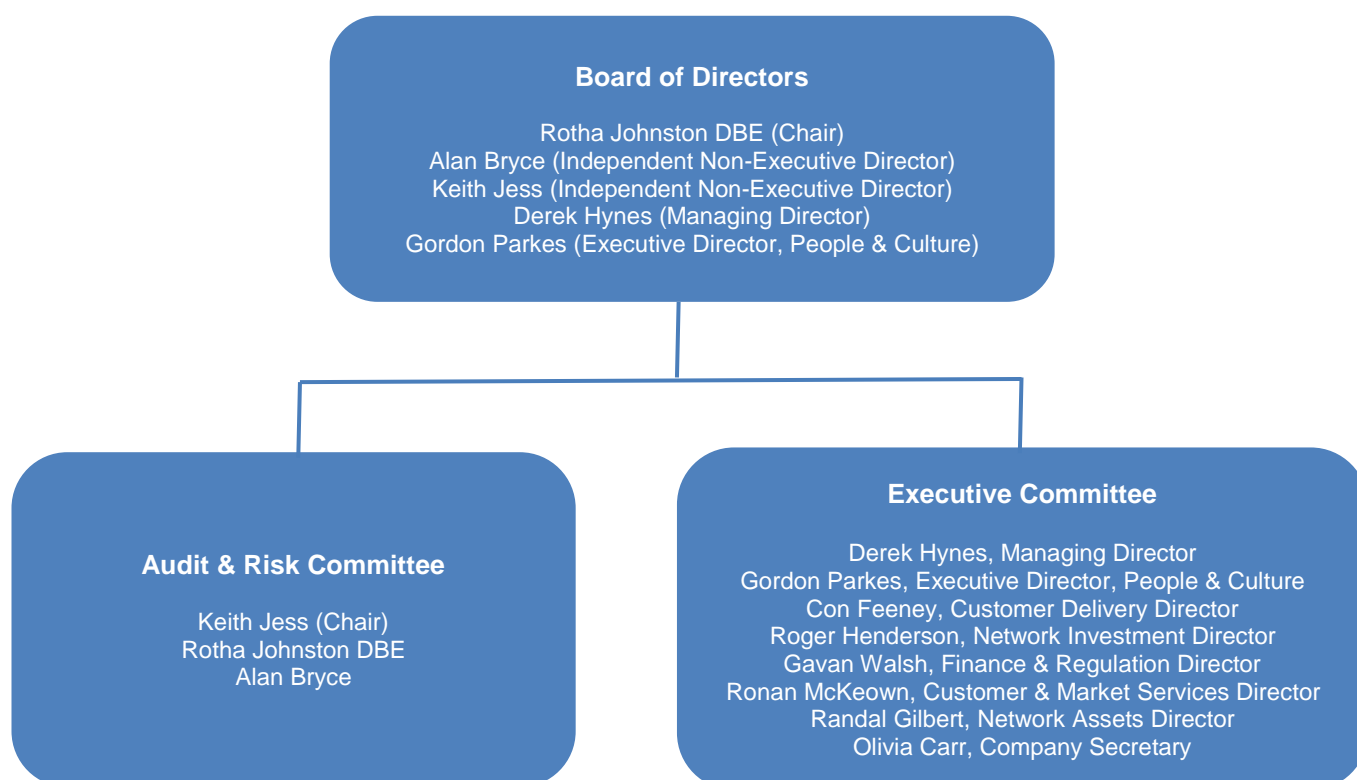 Board of Directors
Rotha Johnston DBE (Chair)
Alan Bryce (Independent Non-Executive Director)
Keith Jess (Independent Non-Executive Director)
Derek Hynes (Managing Director)
Gordon Parkes (Executive Director, People & Culture)
Audit & Risk Committee
Keith Jess (Chair)
Rotha Johnston DBE
Alan Bryce
Executive Committee
Derek Hynes, Managing Director
Gordon Parkes, Executive Director, People & Culture
Con Feeney, Customer Delivery Director
Roger Henderson, Network Investment Director
Gavan Walsh, Finance & Regulation Director
Ronan McKeown, Customer & Market Services Director
Randal Gilbert, Network Assets Director
Olivia Carr, Company Secretary